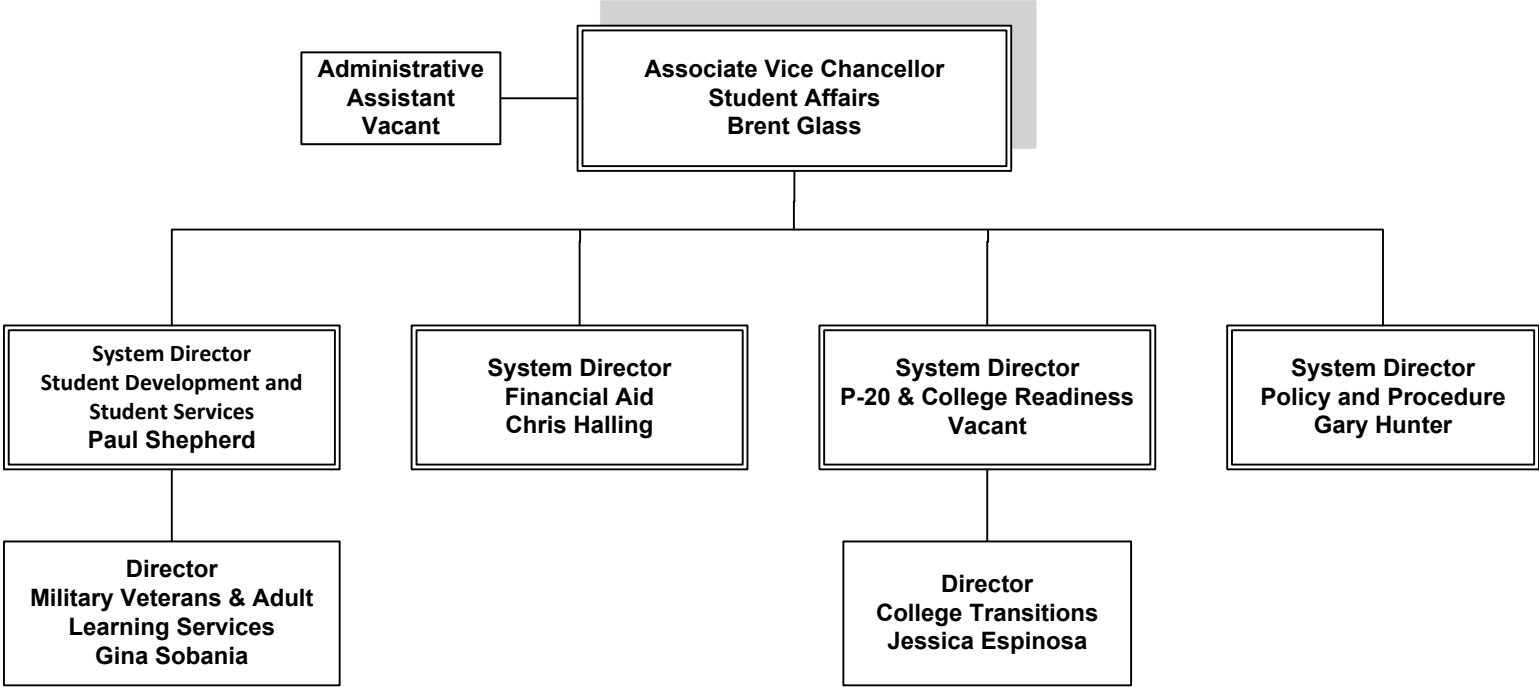 Administrative
Assistant
Vacant
Associate Vice Chancellor
Student Affairs
Brent Glass
System Director
Student Development and
Student Services
Paul Shepherd
System Director
Financial Aid
Chris Halling
System Director
P-20 & College Readiness
Vacant
System Director
Policy and Procedure
Gary Hunter
Director
Military Veterans & Adult
Learning Services
Gina Sobania
Director
College Transitions
Jessica Espinosa